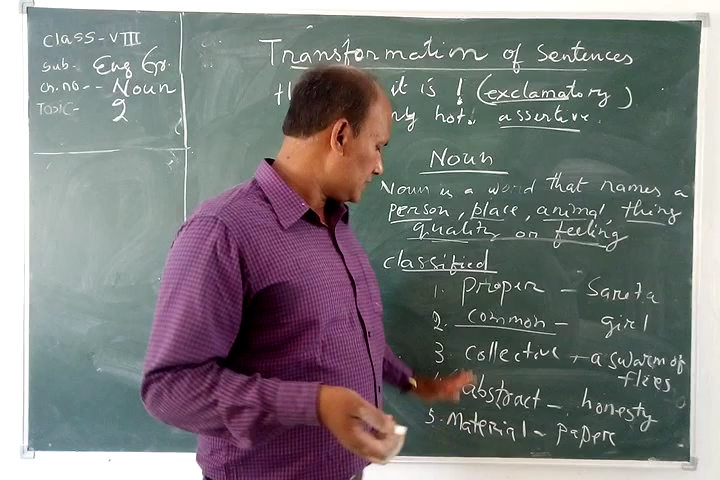 Class - VIII
Sub - Eng Gr.
Ch. no - - Noun
TOPIC - 2
Transformation of Sentences
it is ! (exclamatory)
hot. assertive.
Noun
Noun is a word that names a
person, place, animal, thing
quality or feeling
classified
1. Proper - Sareta
2. common - girl
3. collective - a swarm of
flies
abstract - honesty
5. Material - paper